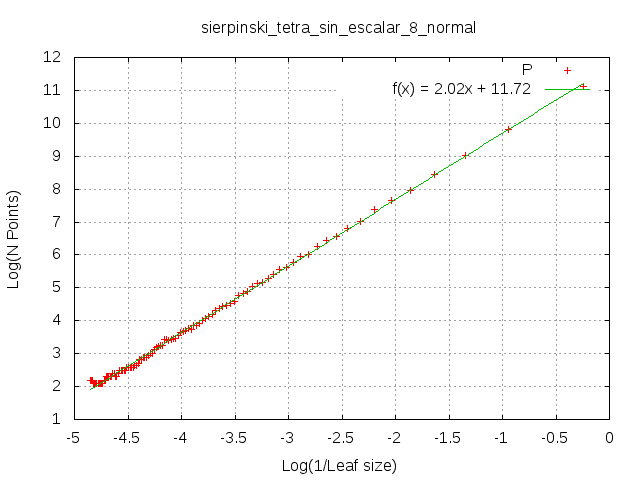 sierpinski_tetra_sin_escalar_8_normal
12
11
10
9
8
7
6
5
4
3
2
1
Log(N Points)
P
f(x) = 2.02x + 11.72
-5 -4.5 -4 -3.5 -3 -2.5 -2 -1.5 -1 -0.5 0
Log(1/Leaf size)